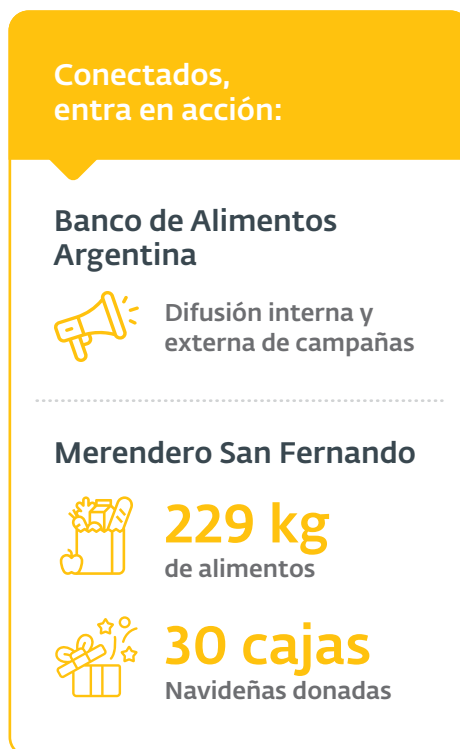 Conectados,
entra en acción:
Banco de Alimentos
Argentina
Difusión interna y
externa de campañas
Merendero San Fernando
229 kg
de alimentos
30 cajas
Navideñas donadas